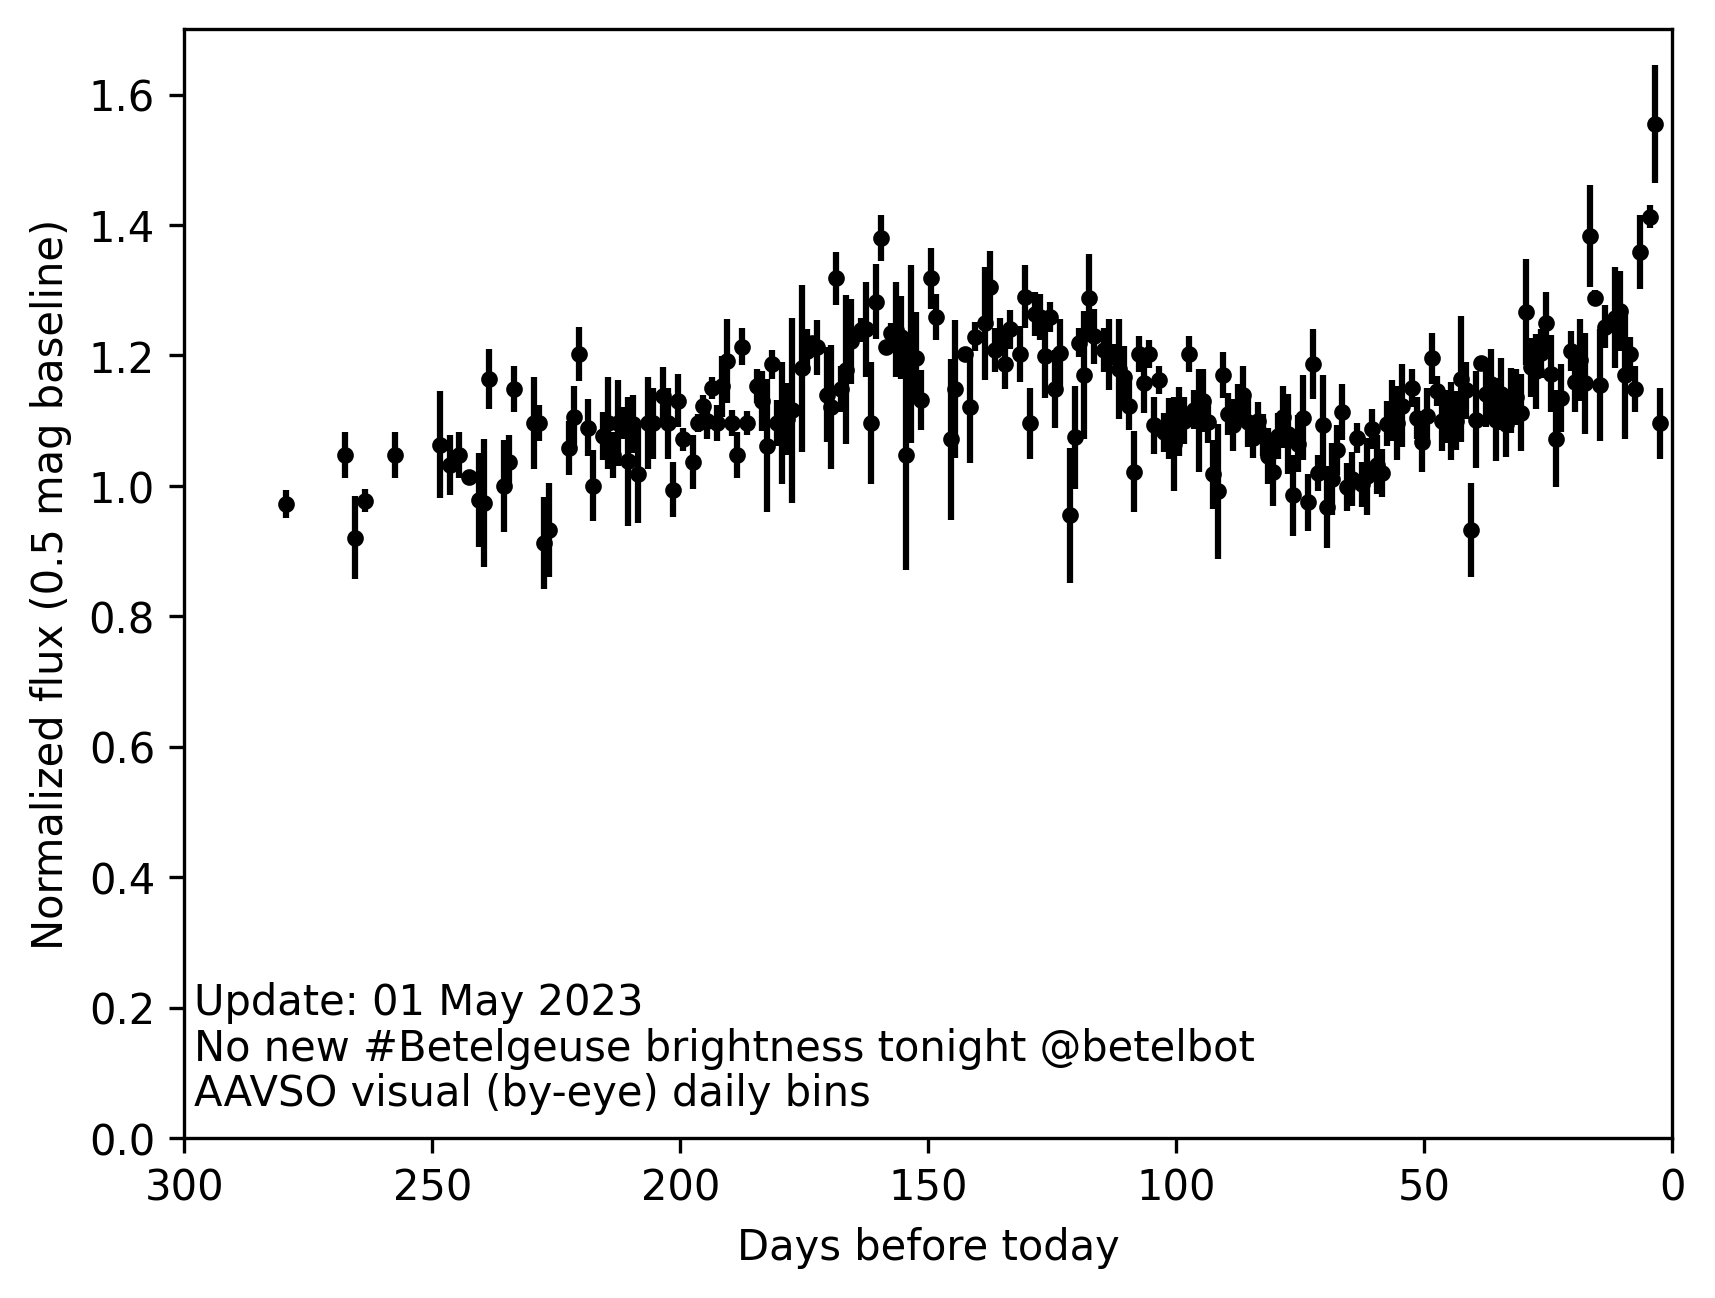 1.6
1.4
1.2
1.0
0.8
0.6
0.4
0.2
0.0
Normalized flux (0.5 mag baseline)
Update: 01 May 2023
No new #Betelgeuse brightness tonight @betelbot
AAVSO visual (by-eye) daily bins
300 250 200 150 100 50 0
Days before today